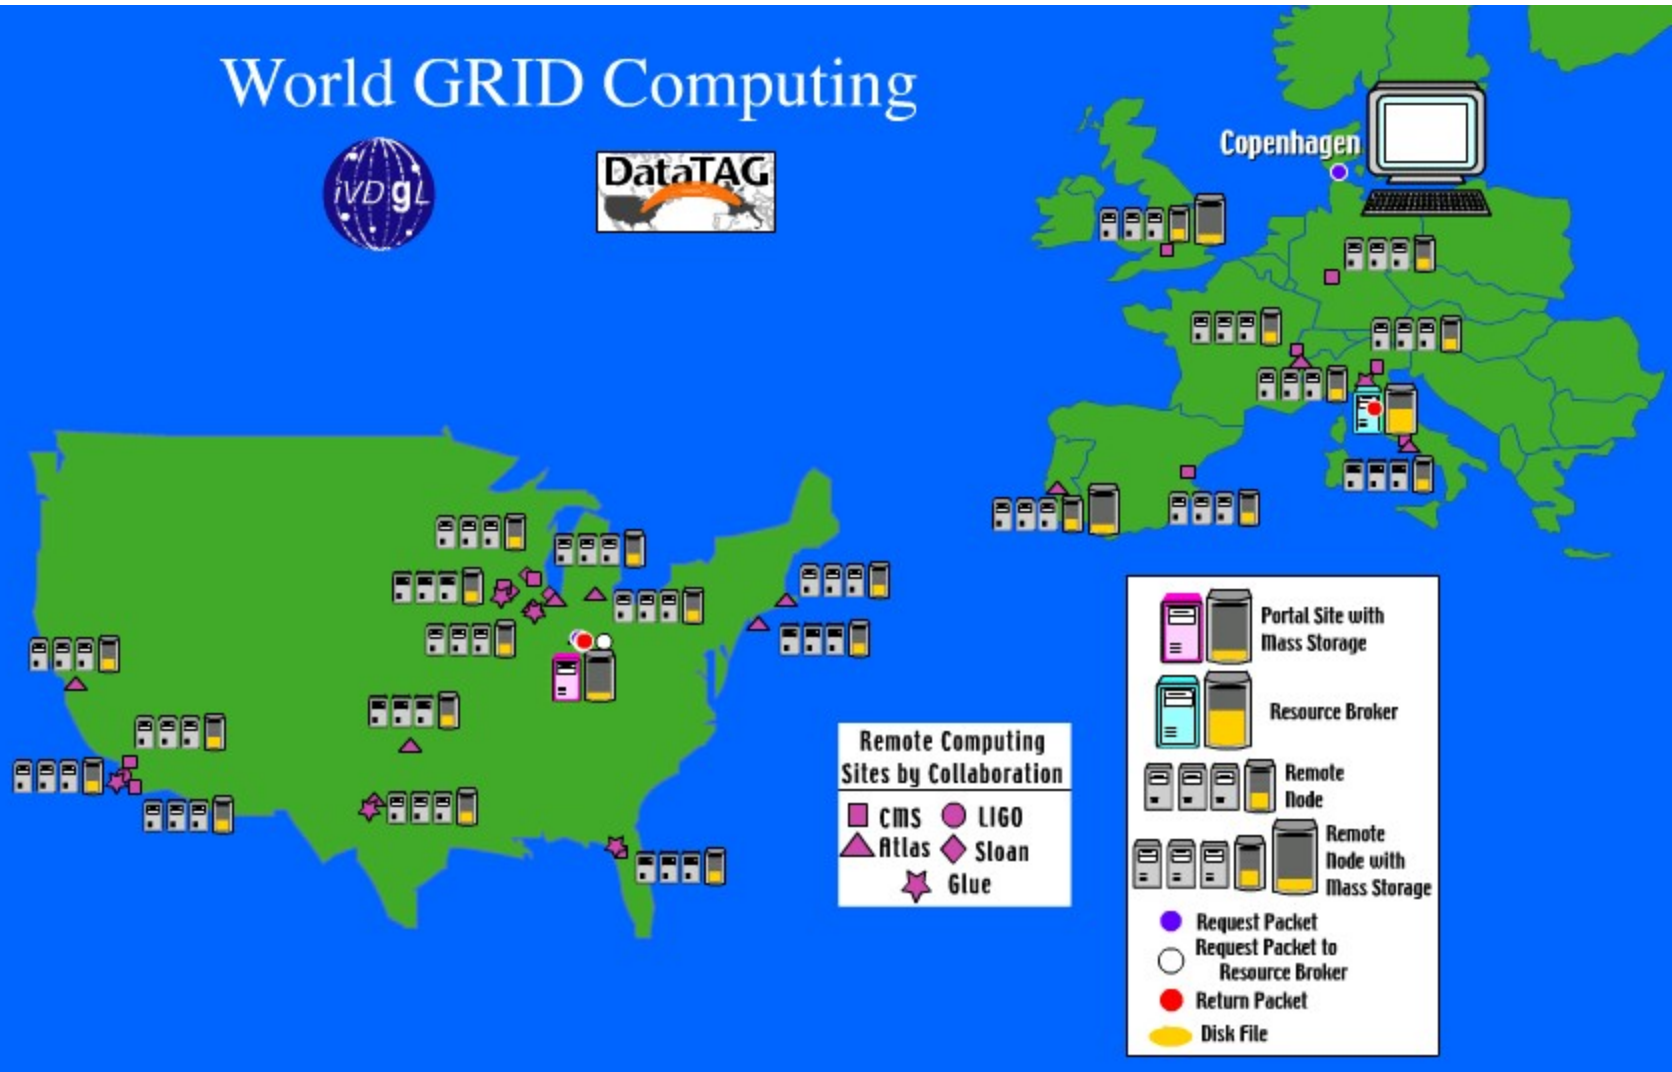 World GRID Computing
iVDgL
DataTAG
Copenhagen
Remote Computing
Sites by Collaboration
CMS
LIGO
Atlas
Sloan
Glue
Portal Site with
Mass Storage
Resource Broker
Remote
Node
Remote
Node with
Mass Storage
Request Packet
Request Packet to
Resource Broker
Return Packet
Disk File